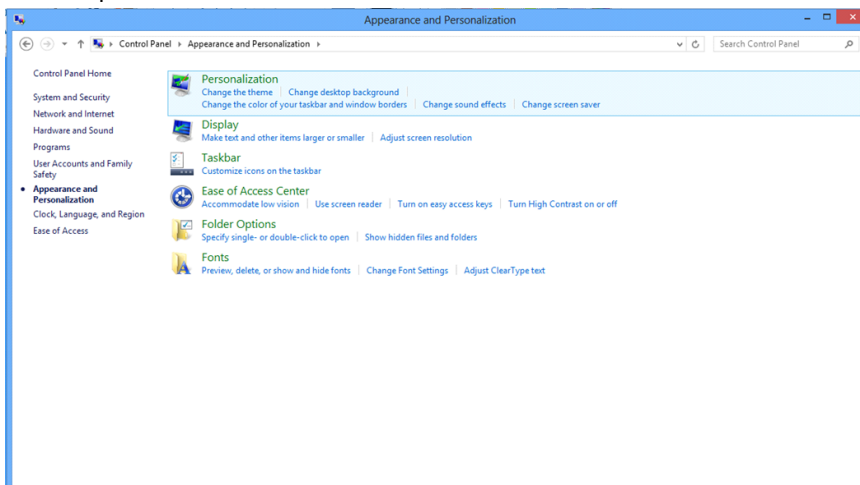 Appearance and Personalization
Control Panel Appearance and Personalization
Search Control Panel
Control Panel Home
System and Security
Network and Internet
Hardware and Sound
Programs
User Accounts and Family
Safety
Appearance and
Personalization
Clock, Language, and Region
Ease of Access
Personalization
Change the theme Change desktop background
Change the color of your taskbar and window borders Change sound effects Change screen saver
Display
Make text and other items larger or smaller Adjust screen resolution
Taskbar
Customize icons on the taskbar
Ease of Access Center
Accommodate low vision Use screen reader Turn on easy access keys Turn High Contrast on or off
Folder Options
Specify single- or double-click to open Show hidden files and folders
Fonts
Preview, delete, or show and hide fonts Change Font Settings Adjust ClearType text